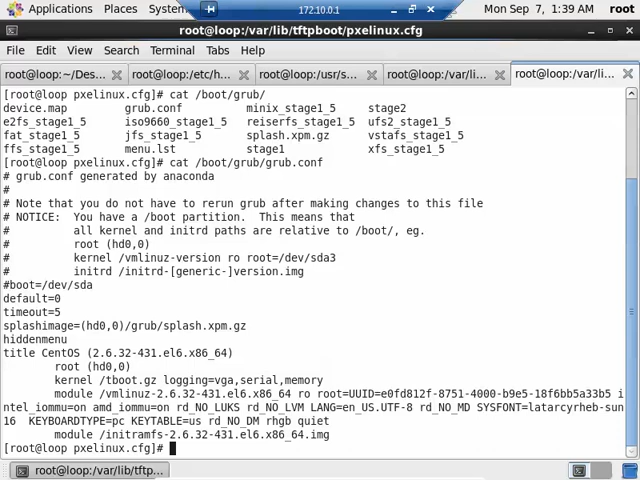 Applications Places System 172.10.0.1 Mon Sep 7, 1:39 AM root
root@loop:/var/lib/tftpboot/pxelinux.cfg
File Edit View Search Terminal Tabs Help
root@loop:~/Des... root@loop:/etc/h... root@loop:/usr/s... root@loop:/var/li... root@loop:/var/li...
[root@loop pxelinux.cfg]# cat /boot/grub/
device.map grub.conf minix_stage1_5 stage2
e2fs_stage1_5 iso9660_stage1_5 reiserfs_stage1_5 ufs2_stage1_5
fat_stage1_5 jfs_stage1_5 splash.xpm.gz vstafs_stage1_5
ffs_stage1_5 menu.lst stage1 xfs_stage1_5
[root@loop pxelinux.cfg]# cat /boot/grub/grub.conf
# grub.conf generated by anaconda
#
# Note that you do not have to rerun grub after making changes to this file
# NOTICE: You have a /boot partition. This means that
# all kernel and initrd paths are relative to /boot/, eg.
# root (hd0,0)
# kernel /vmlinuz-version ro root=/dev/sda3
# initrd /initrd-[generic-]version.img
#boot=/dev/sda
default=0
timeout=5
splashimage=(hd0,0)/grub/splash.xpm.gz
hiddenmenu
title CentOS (2.6.32-431.el6.x86_64)
root (hd0,0)
kernel /tboot.gz logging=vga,serial,memory
module /vmlinuz-2.6.32-431.el6.x86_64 ro root=UUID=e0fd812f-8751-4000-b9e5-18f6bb5a33b5 i
ntel_iommu=on amd_iommu=on rd_NO_LUKS rd_NO_LVM LANG=en_US.UTF-8 rd_NO_MD SYSFONT=latarcyrheb-sun
16 KEYBOARDTYPE=pc KEYTABLE=us rd_NO_DM rhgb quiet
module /initramfs-2.6.32-431.el6.x86_64.img
[root@loop pxelinux.cfg]#
root@loop:/var/lib/tftp...